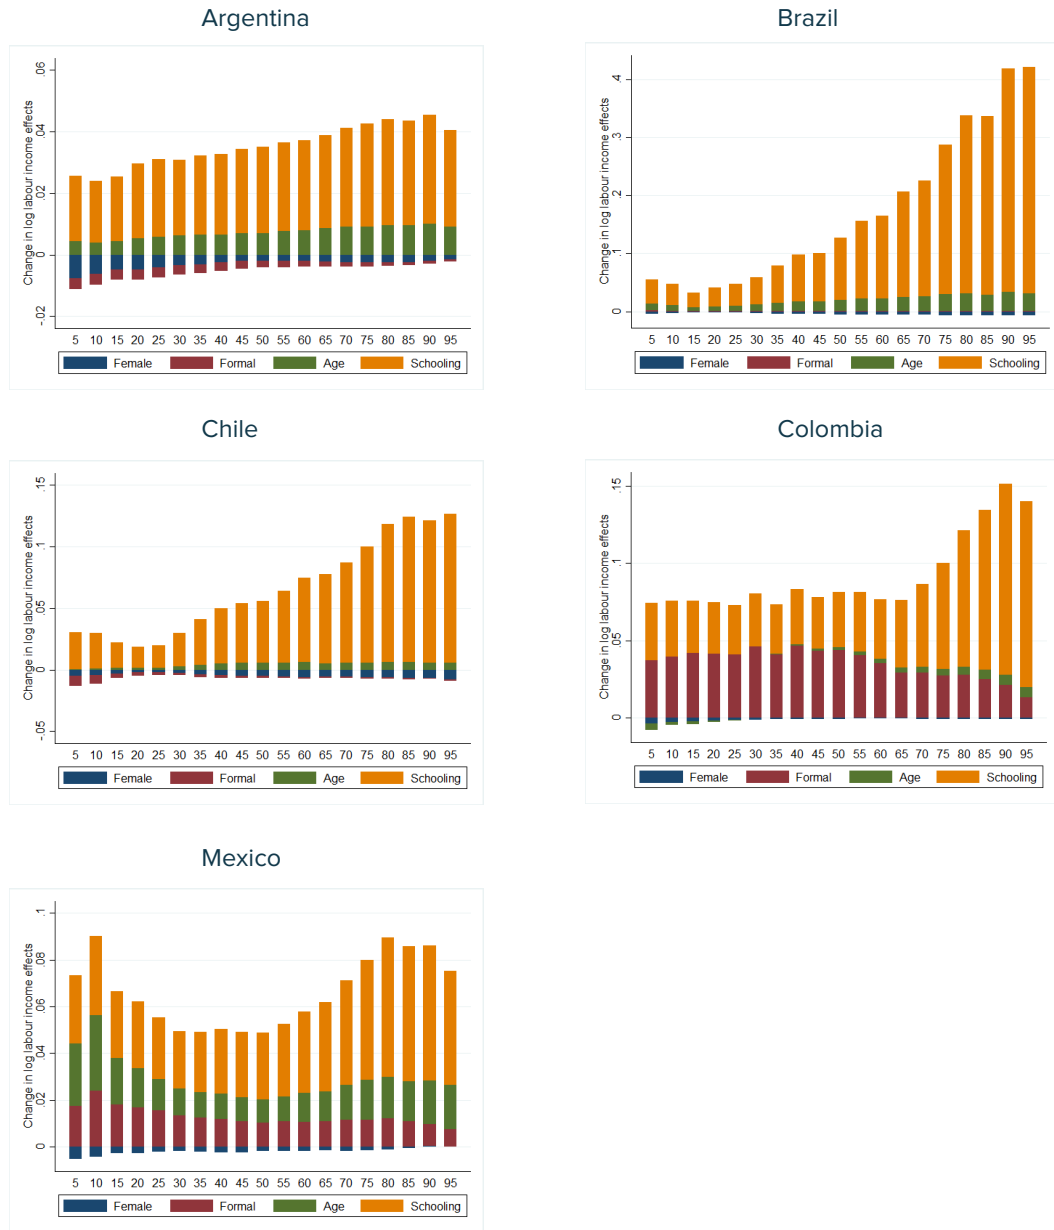 Argentina
Brazil
Change in log labour income effects
.06
.04
.02
0
-.02
5 10 15 20 25 30 35 40 45 50 55 60 65 70 75 80 85 90 95
Female Formal Age Schooling
Change in log labour income effects
.4
.3
.2
.1
0
5 10 15 20 25 30 35 40 45 50 55 60 65 70 75 80 85 90 95
Female Formal Age Schooling
Chile
Colombia
Change in log labour income effects
.15
.1
.05
0
-.05
5 10 15 20 25 30 35 40 45 50 55 60 65 70 75 80 85 90 95
Female Formal Age Schooling
Change in log labour income effects
.15
.1
.05
0
5 10 15 20 25 30 35 40 45 50 55 60 65 70 75 80 85 90 95
Female Formal Age Schooling
Mexico
Change in log labour income effects
.1
.08
.06
.04
.02
0
5 10 15 20 25 30 35 40 45 50 55 60 65 70 75 80 85 90 95
Female Formal Age Schooling